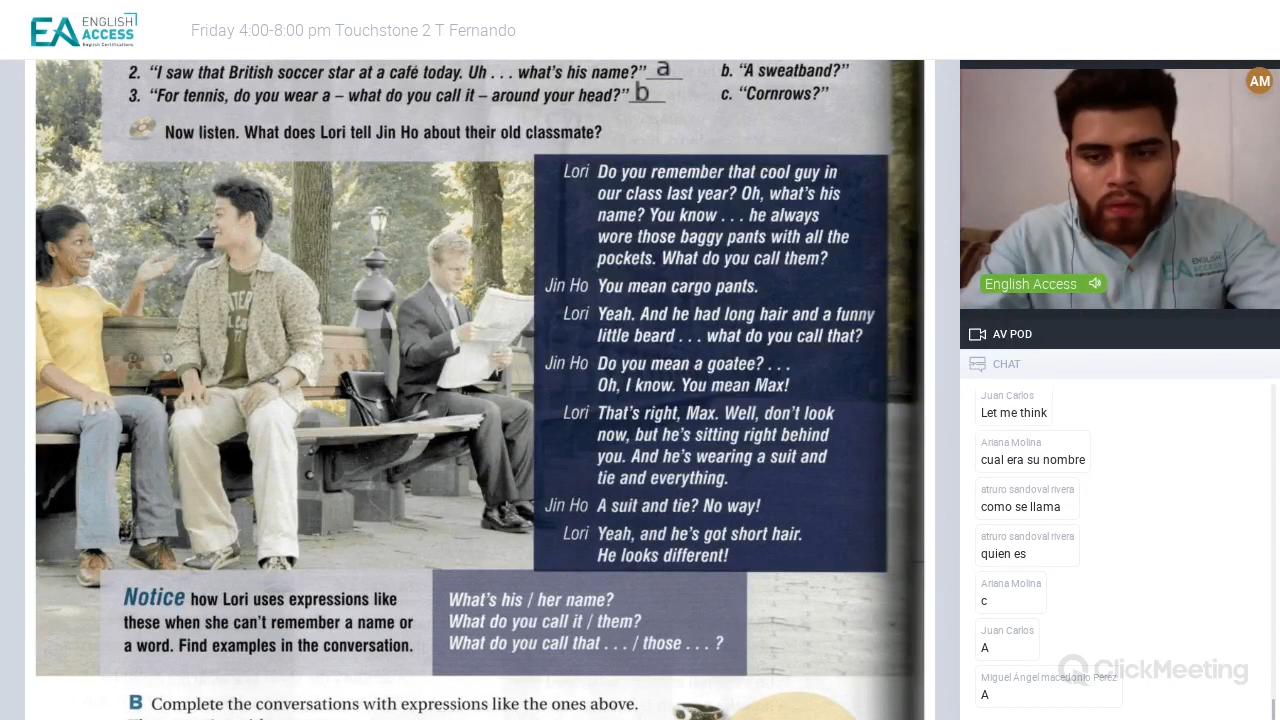 EA ENGLISH ACCESS
English Certifications
Friday 4:00-8:00 pm Touchstone 2 T Fernando
2. “I saw that British soccer star at a café today. Uh . . . what’s his name?” a
b. “A sweatband?”
3. “For tennis, do you wear a – what do you call it – around your head?” b
c. “Cornrows?”
Now listen. What does Lori tell Jin Ho about their old classmate?
Lori Do you remember that cool guy in
our class last year? Oh, what’s his
name? You know . . . he always
wore those baggy pants with all the
pockets. What do you call them?
Jin Ho You mean cargo pants.
Lori Yeah. And he had long hair and a funny
little beard . . . what do you call that?
Jin Ho Do you mean a goatee? . . .
Oh, I know. You mean Max!
Lori That’s right, Max. Well, don’t look
now, but he’s sitting right behind
you. And he’s wearing a suit and
tie and everything.
Jin Ho A suit and tie? No way!
Lori Yeah, and he’s got short hair.
He looks different!
Notice how Lori uses expressions like
these when she can’t remember a name or
a word. Find examples in the conversation.
What’s his / her name?
What do you call it / them?
What do you call that . . . / those . . . ?
B Complete the conversations with expressions like the ones above.
AM
EA ENGLISH ACCESS
English Access
AV POD
CHAT
Juan Carlos
Let me think
Ariana Molina
cual era su nombre
atruro sandoval rivera
como se llama
atruro sandoval rivera
quien es
Ariana Molina
c
Juan Carlos
A
Miguel Ángel macedonio Perez
A
ClickMeeting